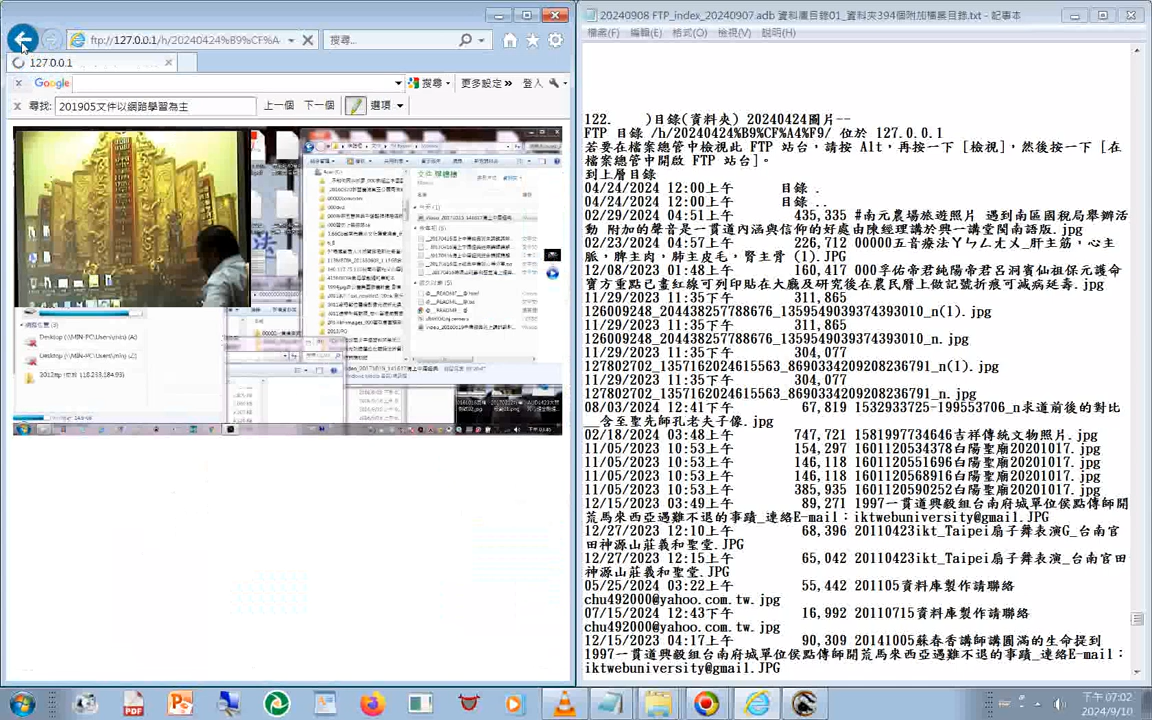 ftp://127.0.0.1/h/20240424%B9%CF%A
搜尋...
127.0.0.1
Google
搜尋
更多設定 »
登入
尋找:
201905文件以網路學習為主
上一個
下一個
選項
下午 07:02
2024/9/10
20240908 FTP_index_20240907.adb 資料庫目錄01_資料夾394個附加檔案目錄.txt - 記事本
檔案(F) 編輯(E) 格式(O) 檢視(V) 說明(H)
122. )目錄(資料夾) 20240424圖片--
FTP 目錄 /h/20240424%B9%CF%A4%F9/ 位於 127.0.0.1
若要在檔案總管中檢視此 FTP 站台，請按 Alt，再按一下 [檢視]，然後按一下 [在
檔案總管中開啟 FTP 站台]。
到上層目錄
04/24/2024 12:00上午 目錄 .
04/24/2024 12:00上午 目錄 ..
02/29/2024 04:51上午 435,335 #南元農場旅遊照片 遇到南區國稅局舉辦活
動 附加的聲音是一貫道內涵與信仰的好處由陳經理講於興一講堂閩南語版.jpg
02/23/2024 04:57上午 226,712 00000五音療法ㄚㄣㄥㄤㄨ_肝主筋，心主
脈，脾主肉，肺主皮毛，腎主骨 (1).JPG
12/08/2023 01:48上午 160,417 000孚佑帝君純陽帝君呂洞賓仙祖保元護命
寶方重點已畫紅線可列印貼在大廳及研究後在農民曆上做記號折痕可減病延壽.jpg
11/29/2023 11:35下午 311,865
126009248_204438257788676_1359549039374393010_n(1).jpg
11/29/2023 11:35下午 311,865
126009248_204438257788676_1359549039374393010_n.jpg
11/29/2023 11:35下午 304,077
127802702_1357162024615563_8690334209208236791_n(1).jpg
11/29/2023 11:35下午 304,077
127802702_1357162024615563_8690334209208236791_n.jpg
08/03/2024 12:41下午 67,819 1532933725-199553706_n求道前後的對比
__含至聖先師孔老夫子像.jpg
02/18/2024 03:48上午 747,721 1581997734646吉祥傳統文物照片.jpg
11/05/2023 10:53上午 154,297 1601120534378白陽聖廟20201017.jpg
11/05/2023 10:53上午 146,118 1601120551696白陽聖廟20201017.jpg
11/05/2023 10:53上午 146,118 1601120568916白陽聖廟20201017.jpg
11/05/2023 10:53上午 385,935 1601120590252白陽聖廟20201017.jpg
12/15/2023 03:49上午 89,271 1997一貫道興毅組台南府城單位侯點傳師開
荒馬來西亞遇難不退的事蹟_連絡E-mail：iktwebuniversity@gmail.JPG
12/27/2023 12:10上午 68,396 20110423ikt_Taipei扇子舞表演G_台南官
田神源山莊義和聖堂.JPG
12/27/2023 12:15上午 65,042 20110423ikt_Taipei扇子舞表演_台南官田
神源山莊義和聖堂.JPG
05/25/2024 03:22上午 55,442 201105資料庫製作請聯絡
chu492000@yahoo.com.tw.jpg
07/15/2024 12:43下午 16,992 20110715資料庫製作請聯絡
chu492000@yahoo.com.tw.jpg
12/15/2023 04:17上午 90,309 20141005蘇春香講師講圓滿的生命提到
1997一貫道興毅組台南府城單位侯點傳師開荒馬來西亞遇難不退的事蹟_連絡E-mail：
iktwebuniversity@gmail.JPG